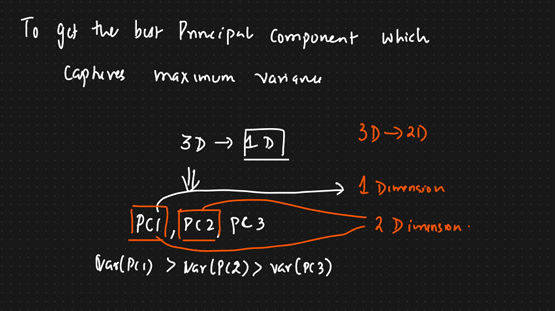 To get the best Principal Component which
Captures maximum variance
3D → 1D
3D → 2D
1 Dimension
PC1, PC2, PC3
2 Dimension.
Var(PC1) > Var(PC2) > var(PC3)